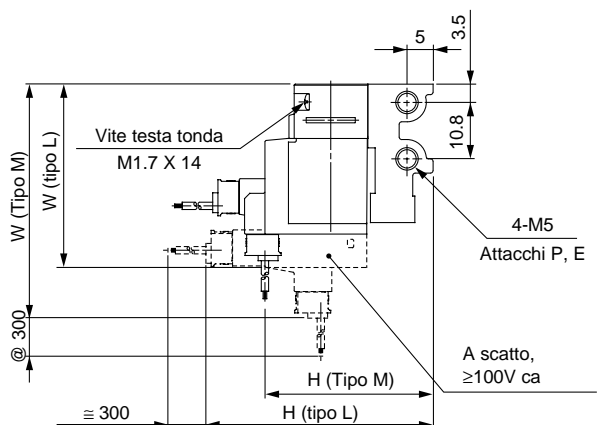 5
3.5
10.8
Vite testa tonda
M1.7 X 14
W (Tipo M)
W (tipo L)
4-M5
Attacchi P, E
@ 300
A scatto,
≥100V ca
H (Tipo M)
≅ 300
H (tipo L)